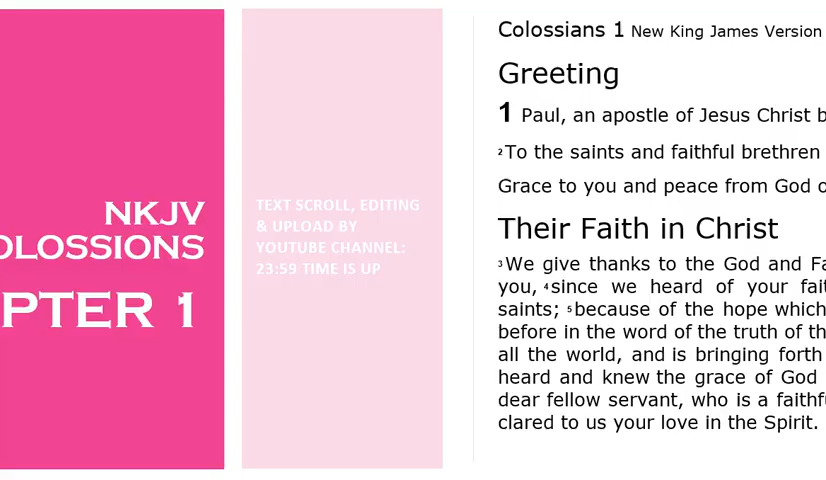 NKJV
OLOSSIONS
PTER 1
TEXT SCROLL, EDITING
& UPLOAD BY
YOUTUBE CHANNEL:
23:59 TIME IS UP
Colossians 1 New King James Version
Greeting
1 Paul, an apostle of Jesus Christ b
2 To the saints and faithful brethren
Grace to you and peace from God o
Their Faith in Christ
3 We give thanks to the God and Fa
you, 4 since we heard of your fait
saints; 5 because of the hope which
before in the word of the truth of th
all the world, and is bringing forth
heard and knew the grace of God
dear fellow servant, who is a faithfu
clared to us your love in the Spirit.